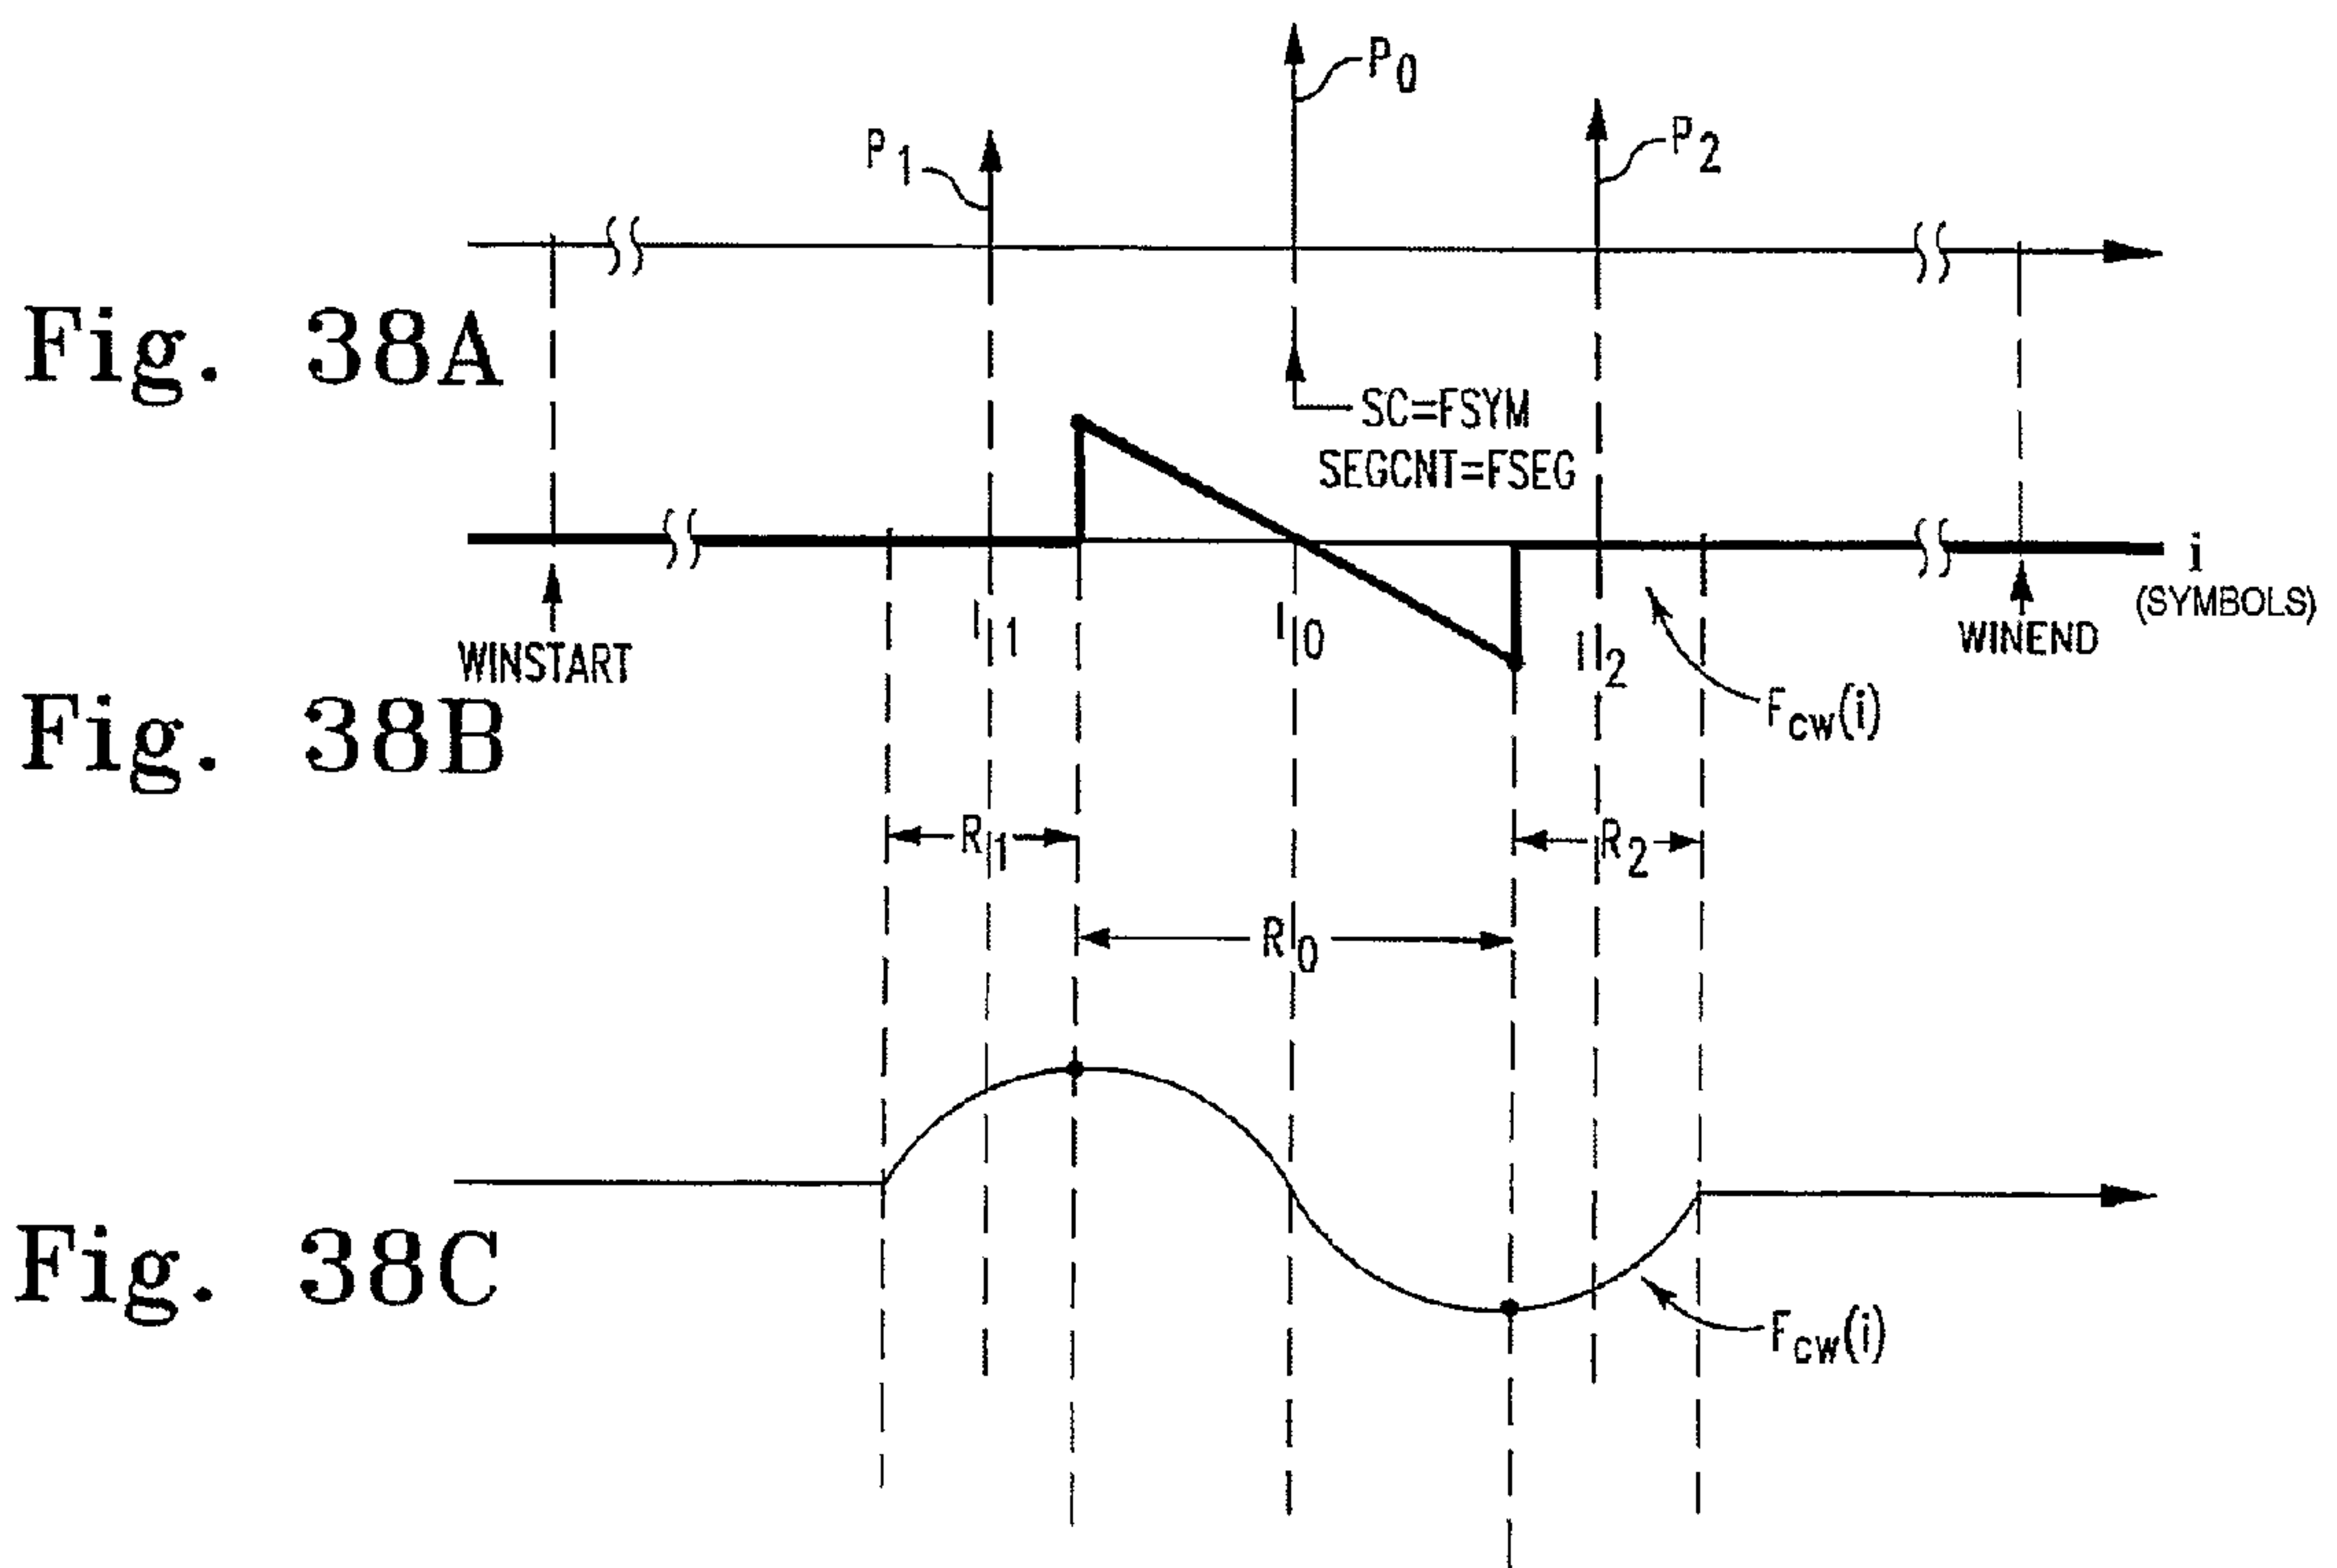 P0
P1
P2
Fig. 38A
SC=FSYM
SEGCNT=FSEG
i
(SYMBOLS)
I1
I0
I2
WINSTART
WINEND
Fcw(i)
Fig. 38B
R1
R2
R0
Fig. 38C
Fcw(i)